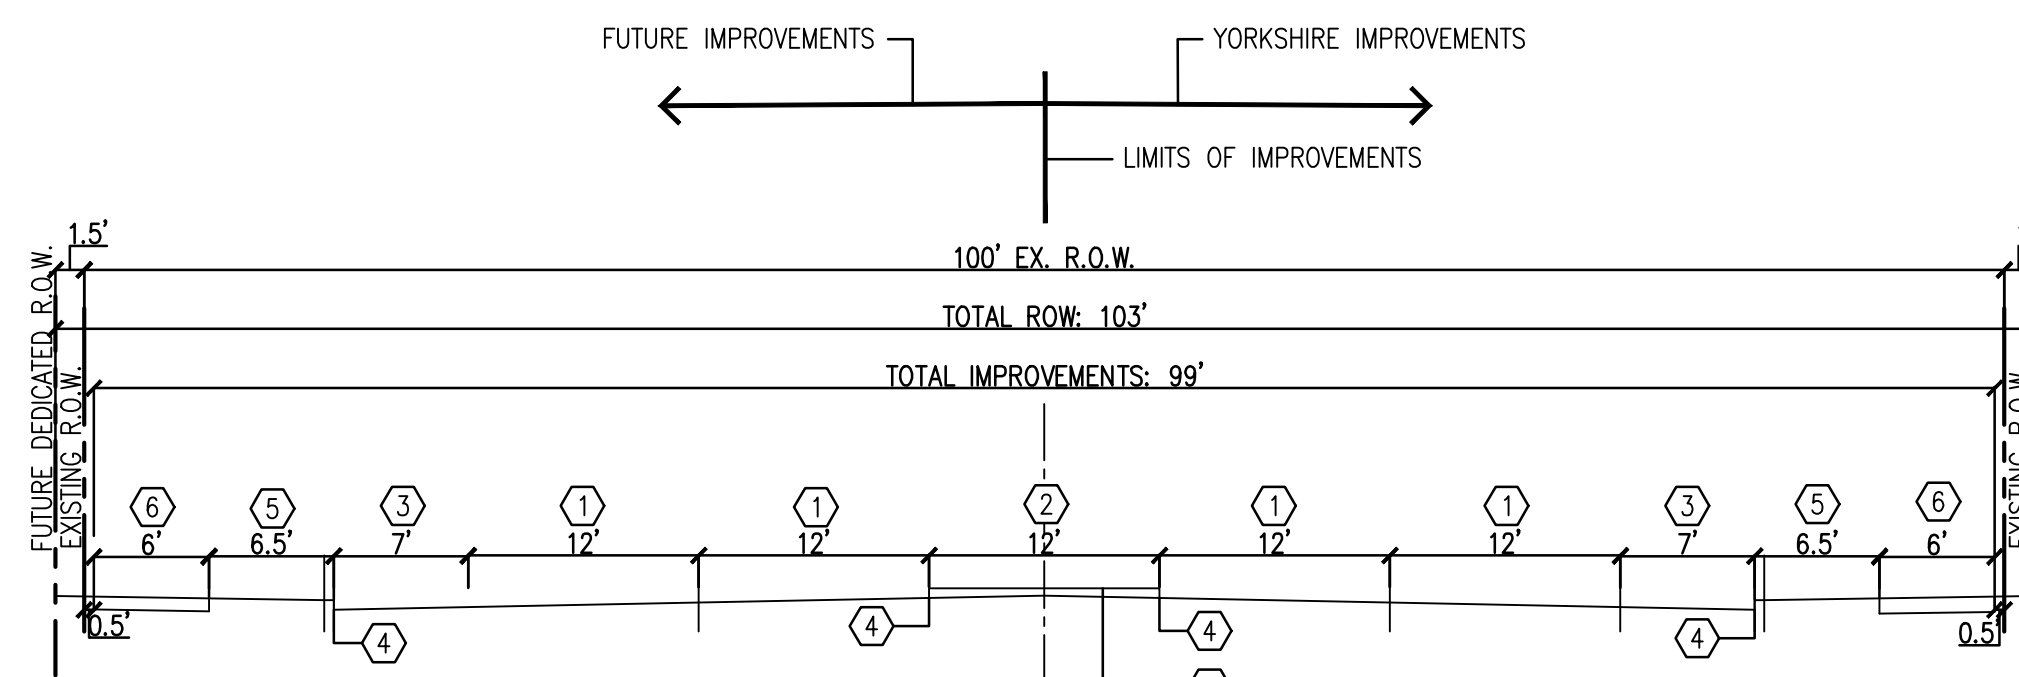 FUTURE IMPROVEMENTS
YORKSHIRE IMPROVEMENTS
LIMITS OF IMPROVEMENTS
1.5'
100' EX. R.O.W.
TOTAL ROW: 103'
TOTAL IMPROVEMENTS: 99'
FUTURE DEDICATED R.O.W.
EXISTING R.O.W.
EXISTING R.O.W.
6 5 3 1 1 2 1 1 3 5 6
6' 6.5' 7' 12' 12' 12' 12' 12' 7' 6.5' 6'
0.5' 4 4 4 4 0.5'